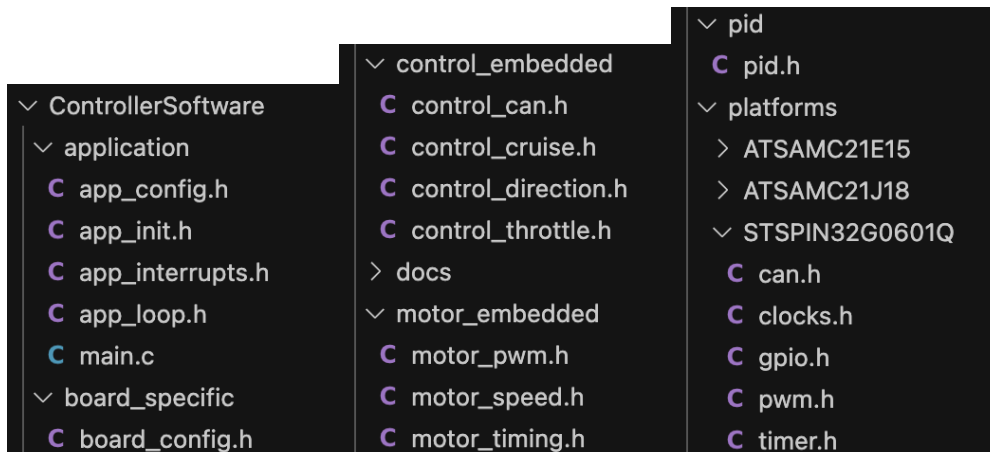 ControllerSoftware
application
C app_config.h
C app_init.h
C app_interrupts.h
C app_loop.h
C main.c
board_specific
C board_config.h
control_embedded
C control_can.h
C control_cruise.h
C control_direction.h
C control_throttle.h
docs
motor_embedded
C motor_pwm.h
C motor_speed.h
C motor_timing.h
pid
C pid.h
platforms
ATSAMC21E15
ATSAMC21J18
STSPIN32G0601Q
C can.h
C clocks.h
C gpio.h
C pwm.h
C timer.h